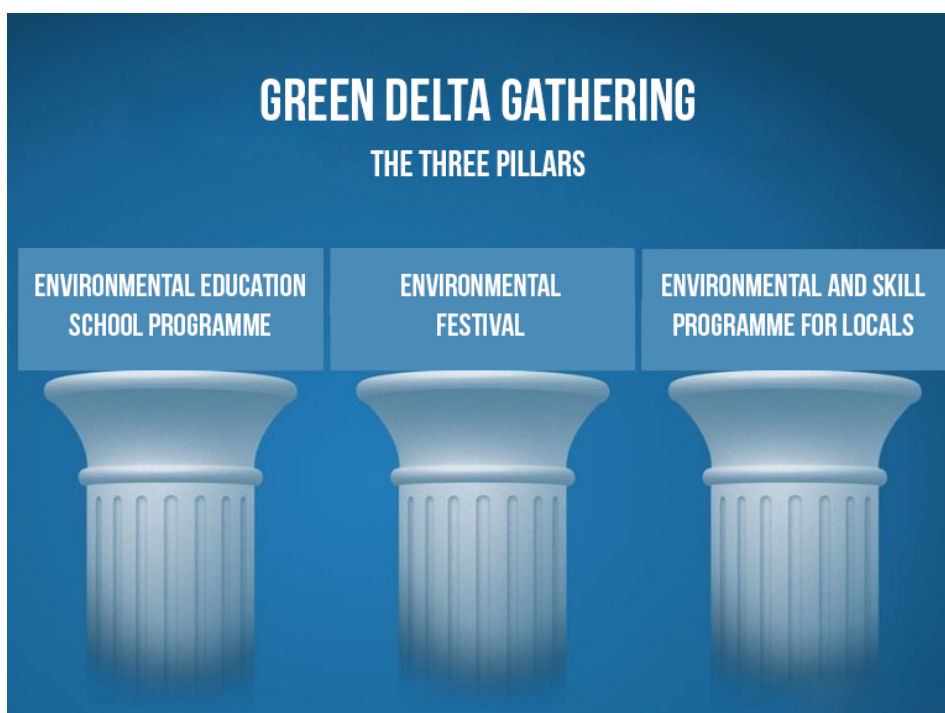 GREEN DELTA GATHERING
THE THREE PILLARS
ENVIRONMENTAL EDUCATION
SCHOOL PROGRAMME
ENVIRONMENTAL
FESTIVAL
ENVIRONMENTAL AND SKILL
PROGRAMME FOR LOCALS